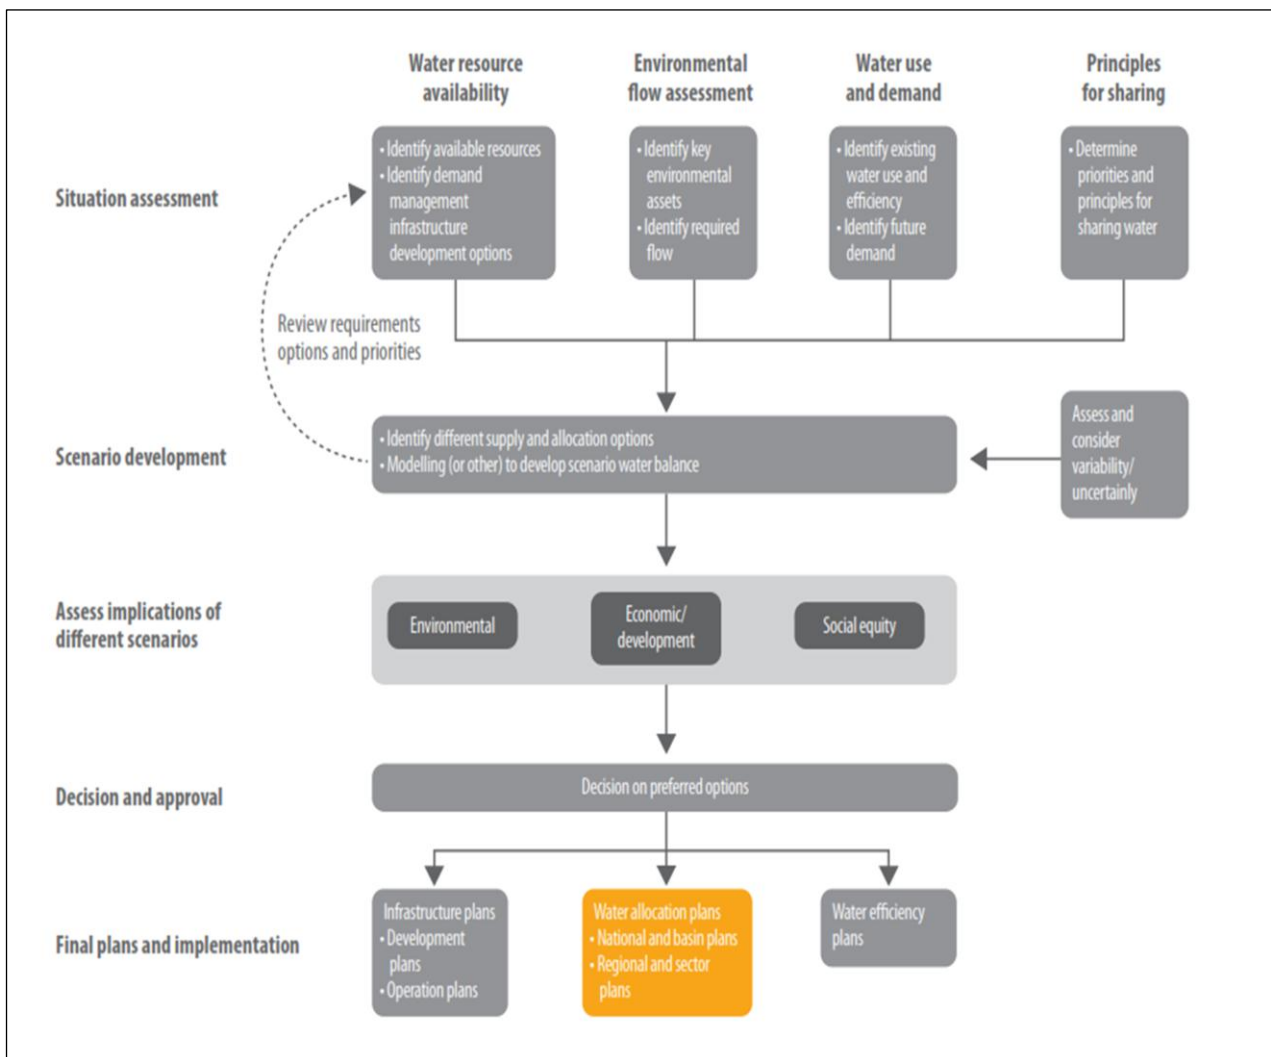 Water resource
availability
Environmental
flow assessment
Water use
and demand
Principles
for sharing
Situation assessment
• Identify available resources
• Identify demand
management
infrastructure
development options
• Identify key
environmental
assets
• Identify required
flow
• Identify existing
water use and
efficiency
• Identify future
demand
• Determine
priorities and
principles for
sharing water
Review requirements
options and priorities
Scenario development
• Identify different supply and allocation options
• Modelling (or other) to develop scenario water balance
Assess and
consider
variability/
uncertainly
Assess implications of
different scenarios
Environmental
Economic/
development
Social equity
Decision and approval
Decision on preferred options
Final plans and implementation
Infrastructure plans
• Development
plans
• Operation plans
Water allocation plans
• National and basin plans
• Regional and sector
plans
Water efficiency
plans